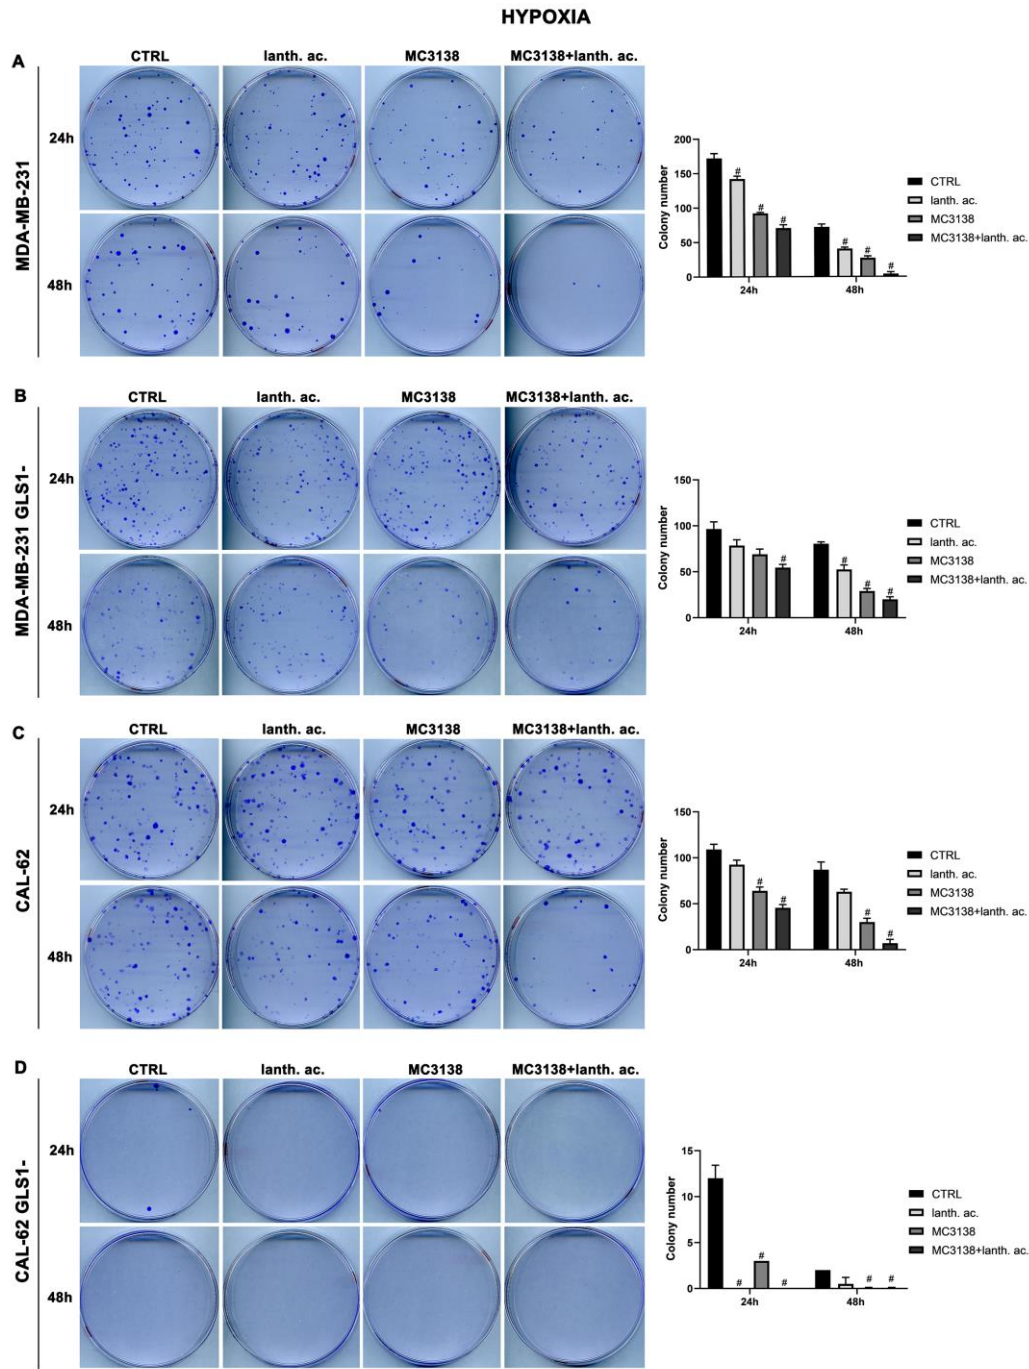 HYPOXIA
A
CTRL lanth. ac. MC3138 MC3138+lanth. ac.
MDA-MB-231
24h
48h
Colony number
200
150
100
50
0
# # #
# # #
24h 48h
CTRL
lanth. ac.
MC3138
MC3138+lanth. ac.
B
CTRL lanth. ac. MC3138 MC3138+lanth. ac.
MDA-MB-231 GLS1-
24h
48h
Colony number
150
100
50
0
#
# # #
24h 48h
CTRL
lanth. ac.
MC3138
MC3138+lanth. ac.
C
CTRL lanth. ac. MC3138 MC3138+lanth. ac.
CAL-62
24h
48h
Colony number
150
100
50
0
# #
# #
24h 48h
CTRL
lanth. ac.
MC3138
MC3138+lanth. ac.
D
CTRL lanth. ac. MC3138 MC3138+lanth. ac.
CAL-62 GLS1-
24h
48h
Colony number
15
10
5
0
# # #
# #
24h 48h
CTRL
lanth. ac.
MC3138
MC3138+lanth. ac.